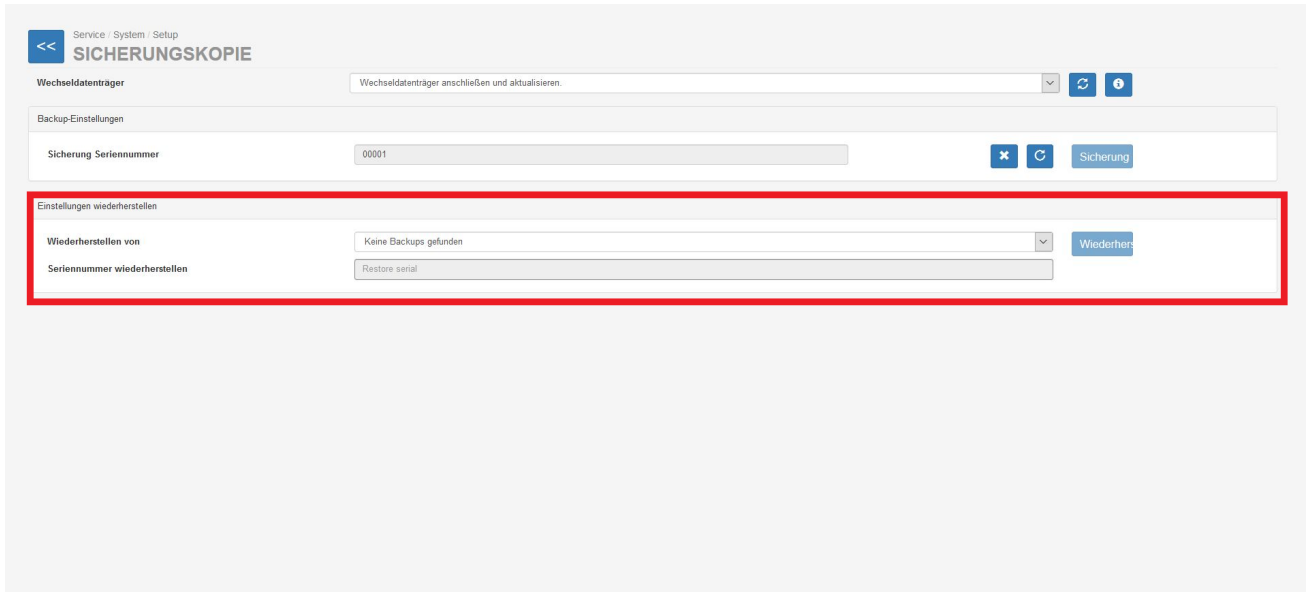 <<
Service / System / Setup
SICHERUNGSKOPIE
Wechseldatenträger
Wechseldatenträger anschließen und aktualisieren.
Backup-Einstellungen
Sicherung Seriennummer
00001
Sicherung
Einstellungen wiederherstellen
Wiederherstellen von
Keine Backups gefunden
Wiederhers
Seriennummer wiederherstellen
Restore serial